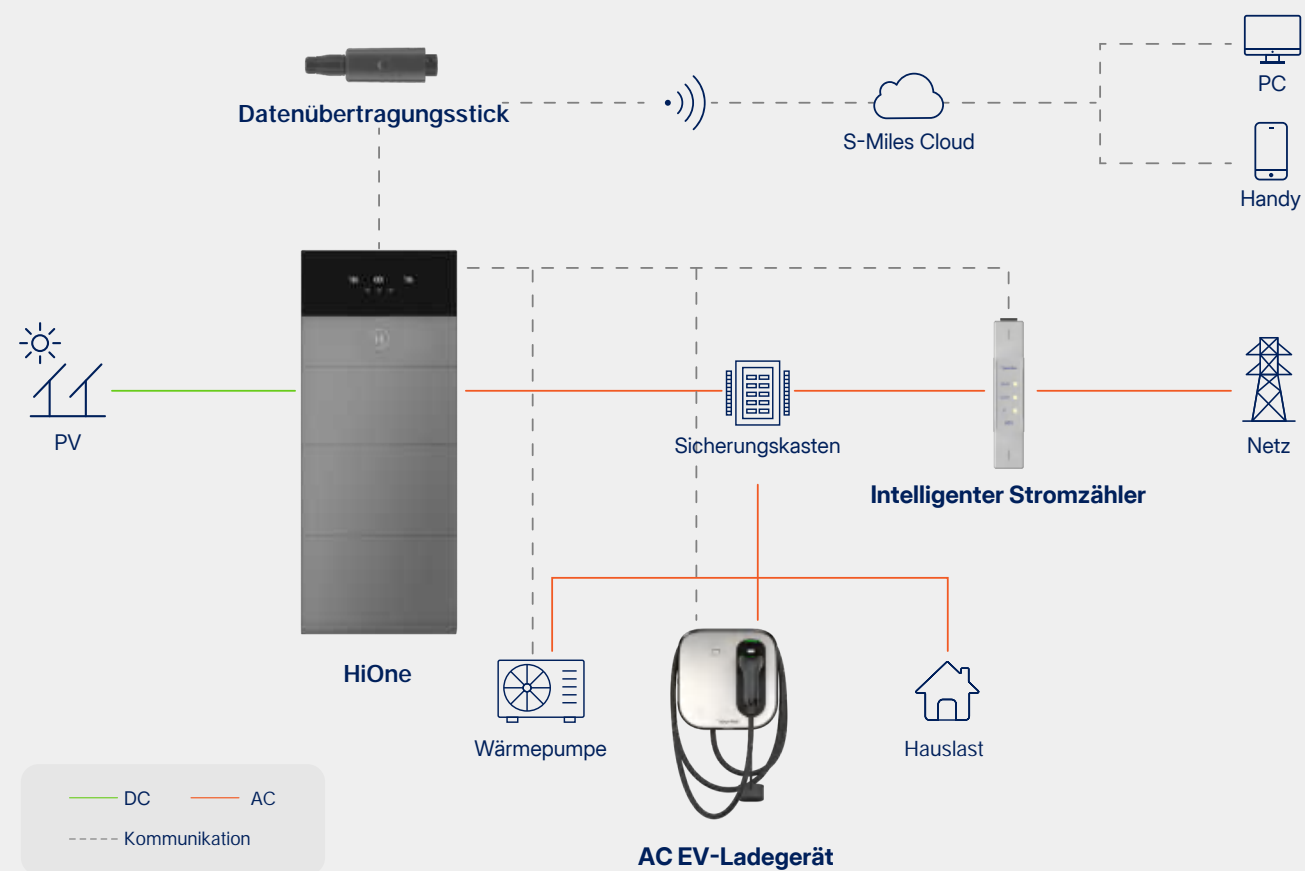 PC
Datenübertragungsstick
S-Miles Cloud
Handy
PV
Sicherungskasten
Netz
Intelligenter Stromzähler
HiOne
Wärmepumpe
Hauslast
DC
AC
Kommunikation
AC EV-Ladegerät